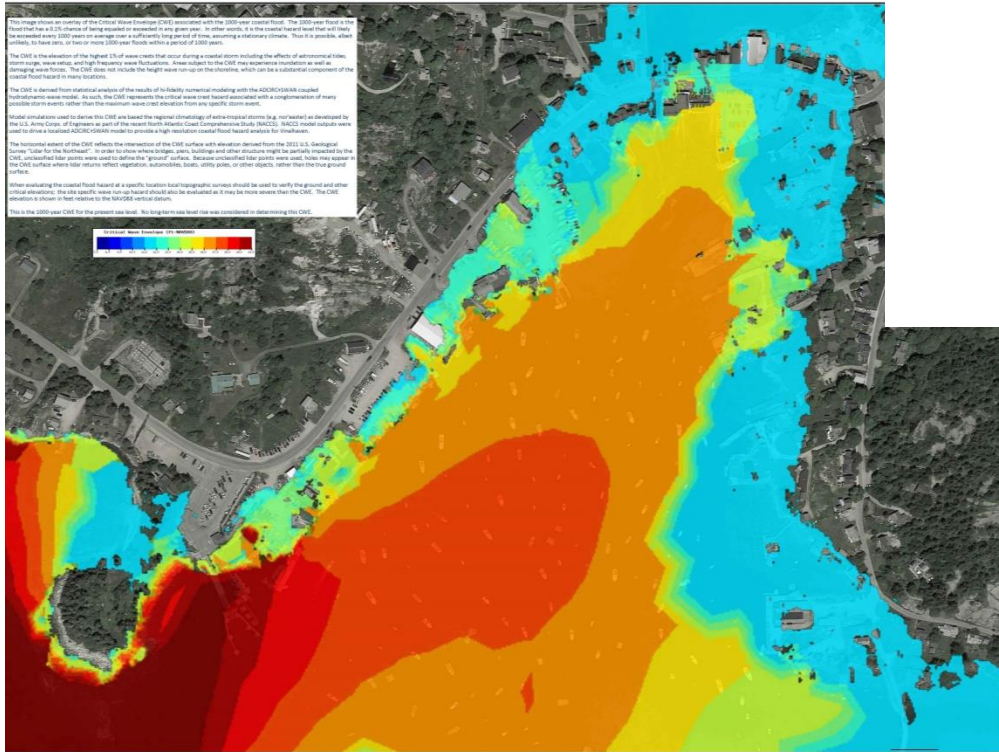 This image shows an overlay of the Critical Wave Envelope (CWE) associated with the 1000-year coastal flood. The 1000-year flood is the
flood that has a 0.1% chance of being equaled or exceeded in any given year. In other words, it is the coastal hazard level that will likely
be exceeded every 1000 years on average over a sufficiently long period of time, assuming a stationary climate. Thus it is possible, albeit
unlikely, to have zero, or two or more 1000-year floods within a period of 1000 years.
The CWE is the elevation of the highest 1% of wave crests that occur during a coastal storm including the effects of astronomical tides,
storm surge, wave setup, and high frequency wave fluctuations. Areas subject to the CWE may experience inundation as well as
damaging wave forces. The CWE does not include the height wave run-up on the shoreline, which can be a substantial component of the
coastal flood hazard in many locations.
The CWE is derived from statistical analysis of the results of hi-fidelity numerical modeling with the ADCIRC+SWAN coupled
hydrodynamic-wave model. As such, the CWE represents the critical wave crest hazard associated with a conglomeration of many
possible storm events rather than the maximum wave crest elevation from any specific storm event.
Model simulations used to derive this CWE are based the regional climatology of extra-tropical storms (e.g. nor'easter) as developed by
the U.S. Army Corps. of Engineers as part of the recent North Atlantic Coast Comprehensive Study (NACCS). NACCS model outputs were
used to drive a localized ADCIRC+SWAN model to provide a high resolution coastal flood hazard analysis for Vinalhaven.
The horizontal extent of the CWE reflects the intersection of the CWE surface with elevation derived from the 2011 U.S. Geological
Survey "Lidar for the Northeast". In order to show where bridges, piers, buildings and other structure might be partially impacted by the
CWE, unclassified lidar points were used to define the "ground" surface. Because unclassified lidar points were used, holes may appear in
the CWE surface where lidar returns reflect vegetation, automobiles, boats, utility poles, or other objects, rather than the true ground
surface.
When evaluating the coastal flood hazard at a specific location local topographic surveys should be used to verify the ground and other
critical elevations; the site specific wave run-up hazard should also be evaluated as it may be more severe than the CWE. The CWE
elevation is shown in feet relative to the NAVD88 vertical datum.
This is the 1000-year CWE for the present sea level. No long-term sea level rise was considered in determining this CWE.
Critical Wave Envelope (ft-NAVD88)